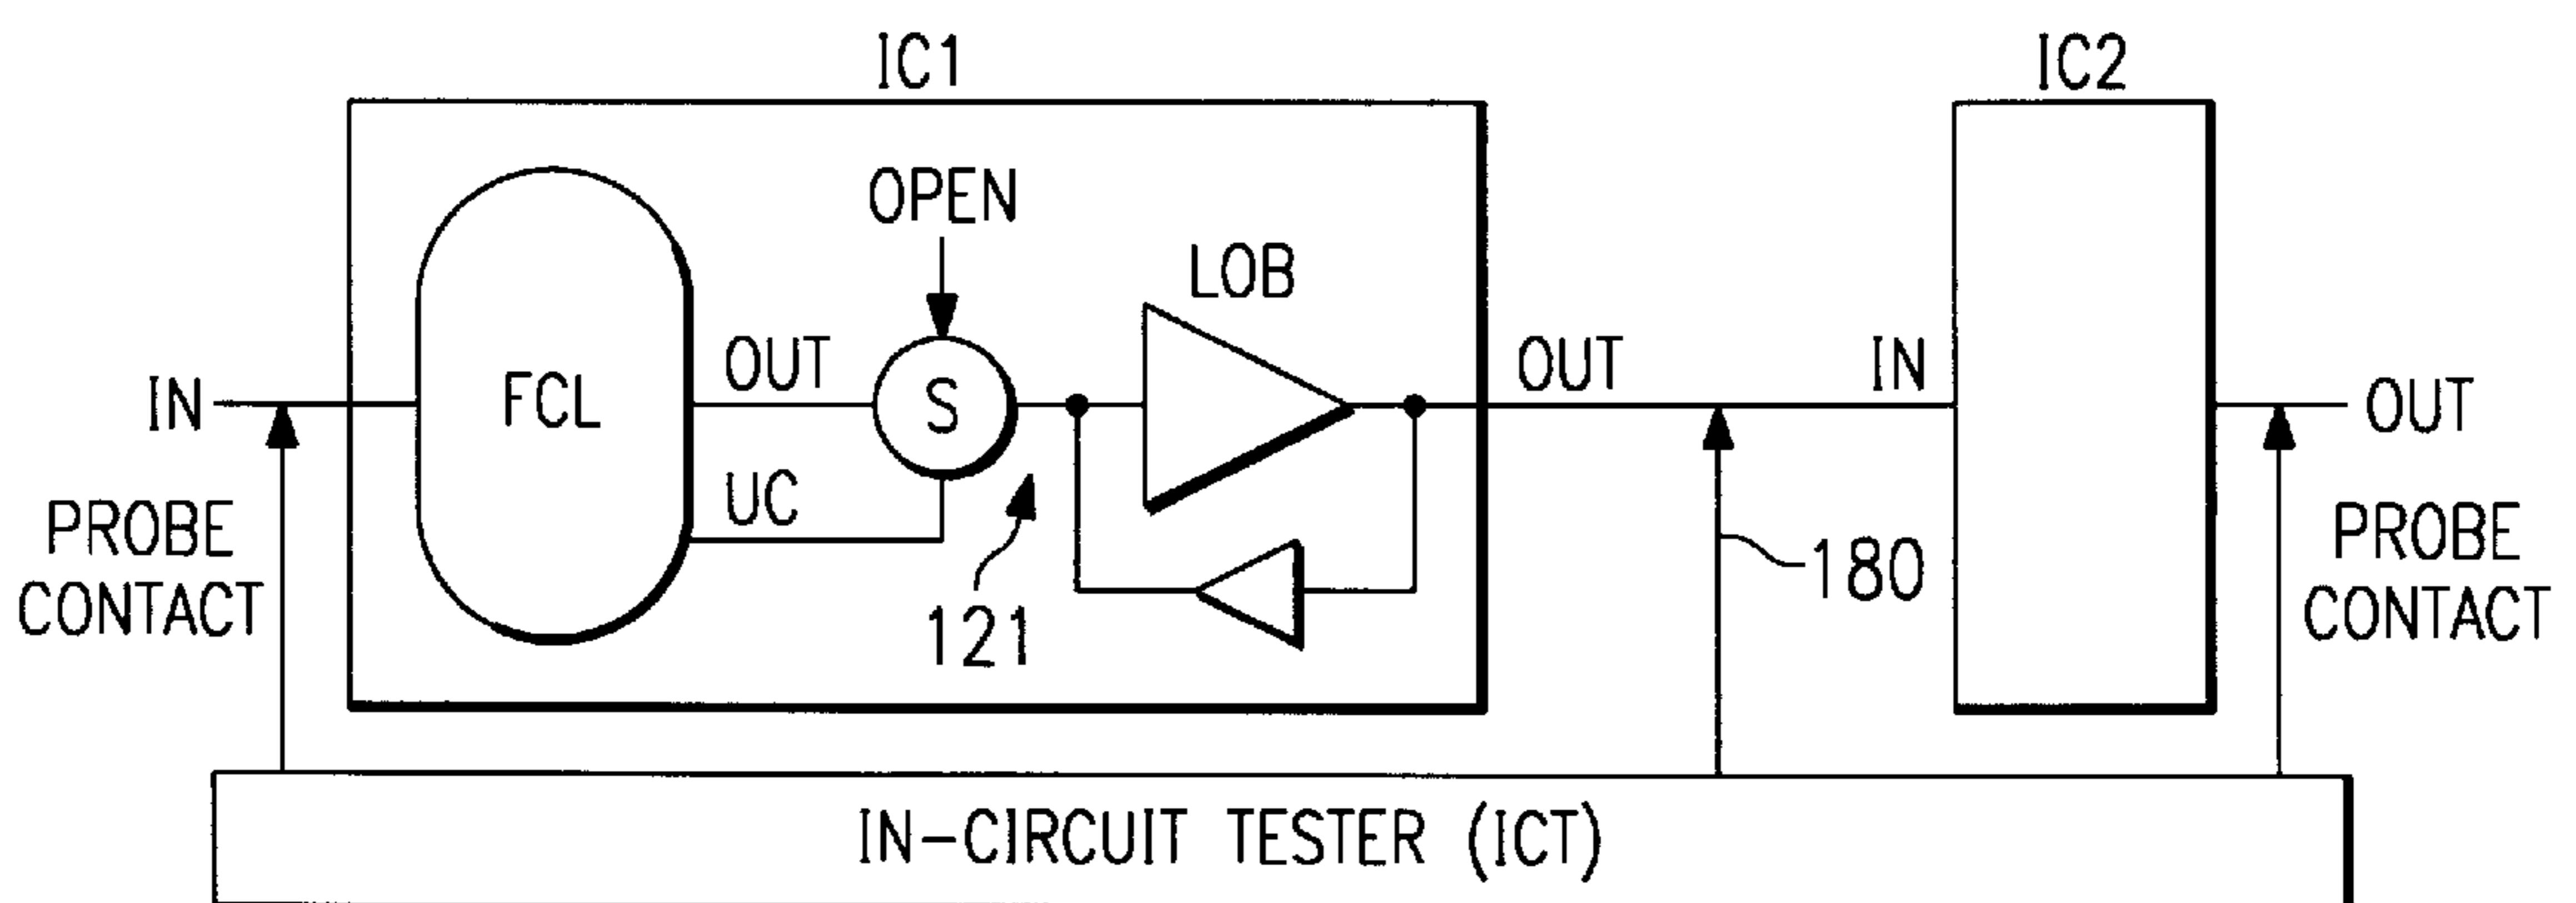 IC1
IC2
OPEN
LOB
IN
FCL
OUT
S
OUT
IN
OUT
UC
PROBE
CONTACT
121
180
PROBE
CONTACT
IN-CIRCUIT TESTER (ICT)